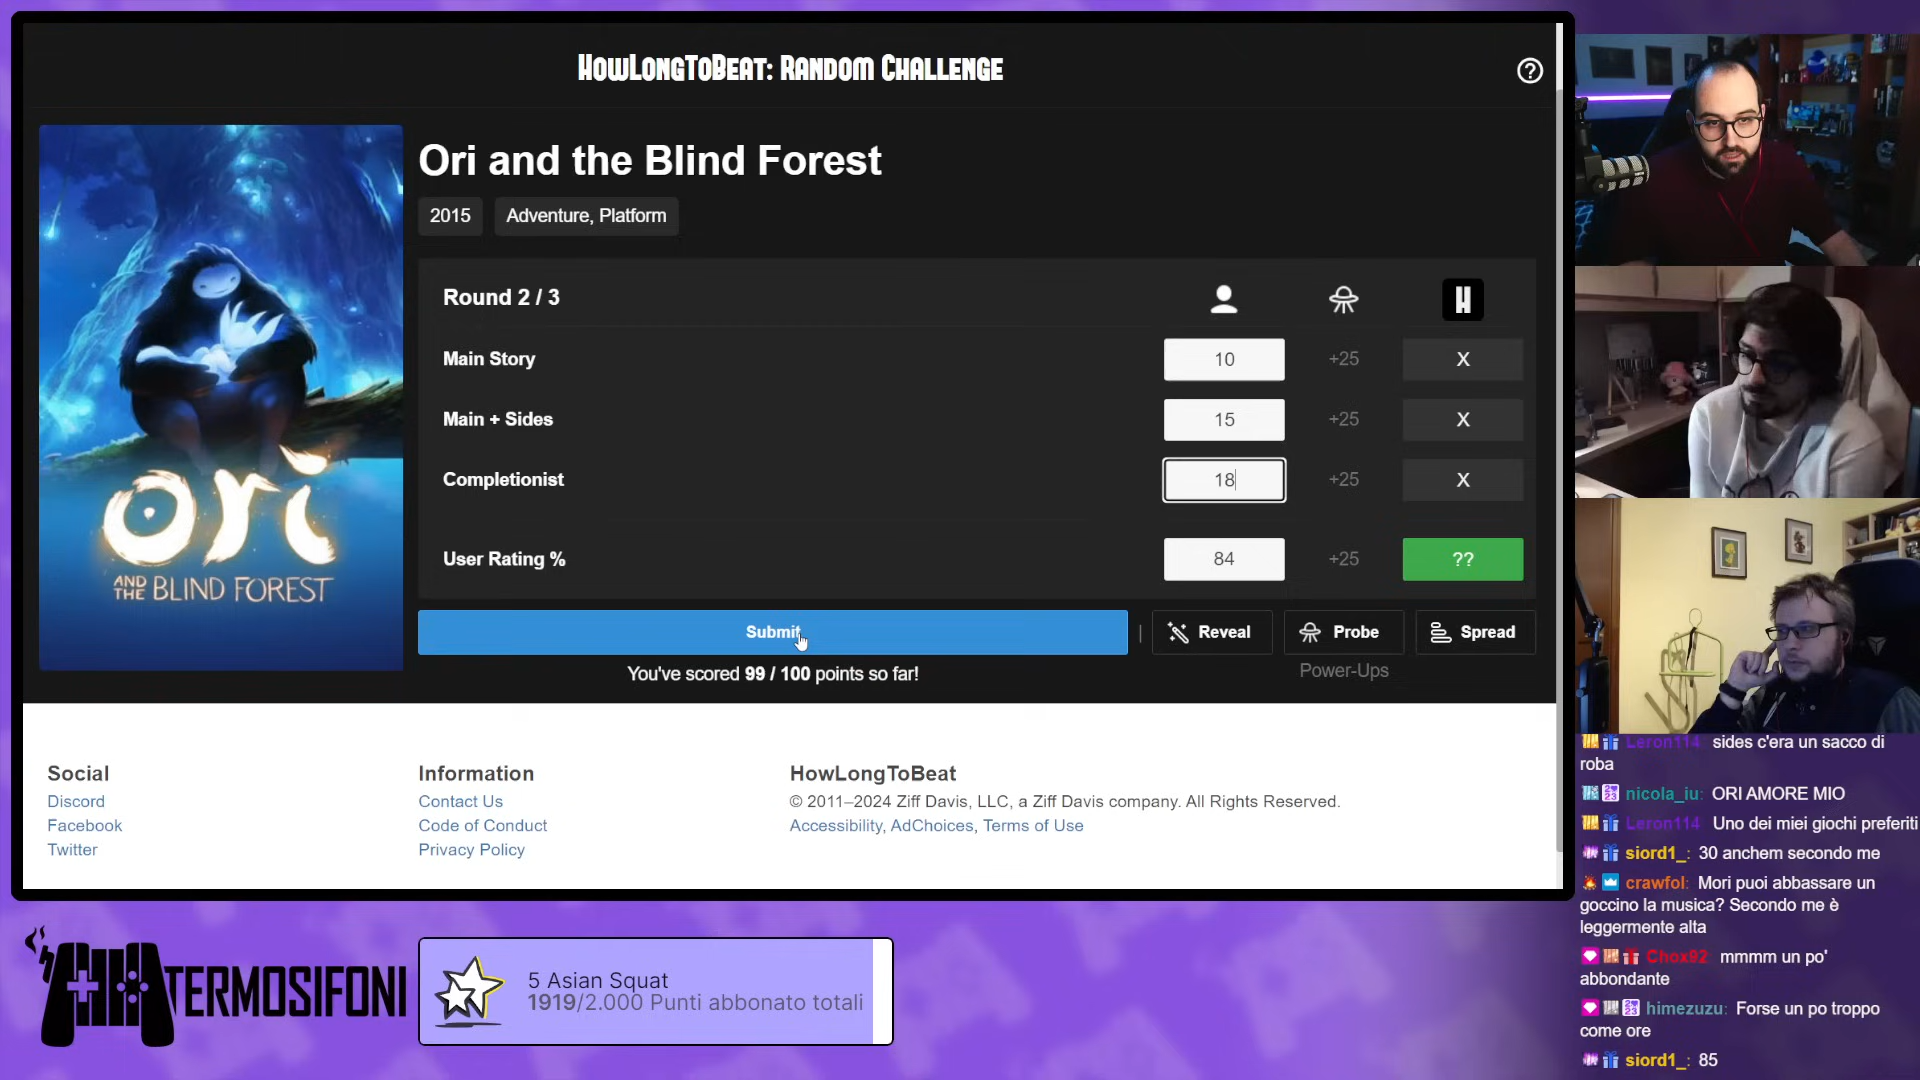 HowLongToBeat: Random Challenge
?
Ori and the Blind Forest
2015
Adventure, Platform
Round 2 / 3
H
Main Story
10
+25
X
Main + Sides
15
+25
X
Completionist
18
+25
X
User Rating %
84
+25
??
Submit
|
Reveal
Probe
Spread
You've scored 99 / 100 points so far!
Power-Ups
ori
AND THE BLIND FOREST
Social
Discord
Facebook
Twitter
Information
Contact Us
Code of Conduct
Privacy Policy
HowLongToBeat
© 2011–2024 Ziff Davis, LLC, a Ziff Davis company. All Rights Reserved.
Accessibility, AdChoices, Terms of Use
TERMOSIFONI
5 Asian Squat
1919/2.000 Punti abbonato totali
Leron114 sides c'era un sacco di
roba
nicola_iu: ORI AMORE MIO
Leron114 Uno dei miei giochi preferiti
siord1_: 30 anchem secondo me
crawfol: Mori puoi abbassare un
goccino la musica? Secondo me è
leggermente alta
Chox92 mmmm un po'
abbondante
himezuzu: Forse un po troppo
come ore
siord1_: 85